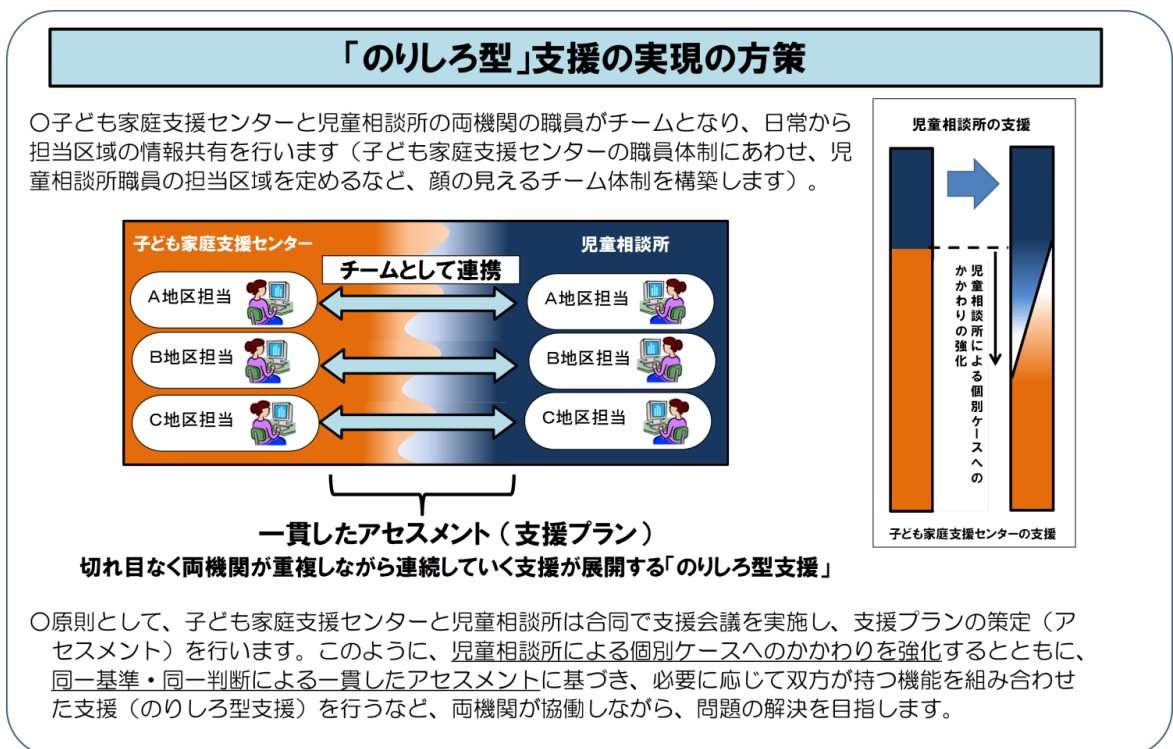 「のりしろ型」支援の実現の方策
〇子ども家庭支援センターと児童相談所の両機関の職員がチームとなり、日常から
担当区域の情報共有を行います（子ども家庭支援センターの職員体制にあわせ、児
童相談所職員の担当区域を定めるなど、顔の見えるチーム体制を構築します）。
子ども家庭支援センター
児童相談所
チームとして連携
A地区担当
A地区担当
B地区担当
B地区担当
C地区担当
C地区担当
一貫したアセスメント（支援プラン）
切れ目なく両機関が重複しながら連続していく支援が展開する「のりしろ型支援」
児童相談所の支援
児童相談所による個別ケースへの
かかわりの強化
子ども家庭支援センターの支援
〇原則として、子ども家庭支援センターと児童相談所は合同で支援会議を実施し、支援プランの策定（ア
セスメント）を行います。このように、児童相談所による個別ケースへのかかわりを強化するとともに、
同一基準・同一判断による一貫したアセスメントに基づき、必要に応じて双方が持つ機能を組み合わせ
た支援（のりしろ型支援）を行うなど、両機関が協働しながら、問題の解決を目指します。